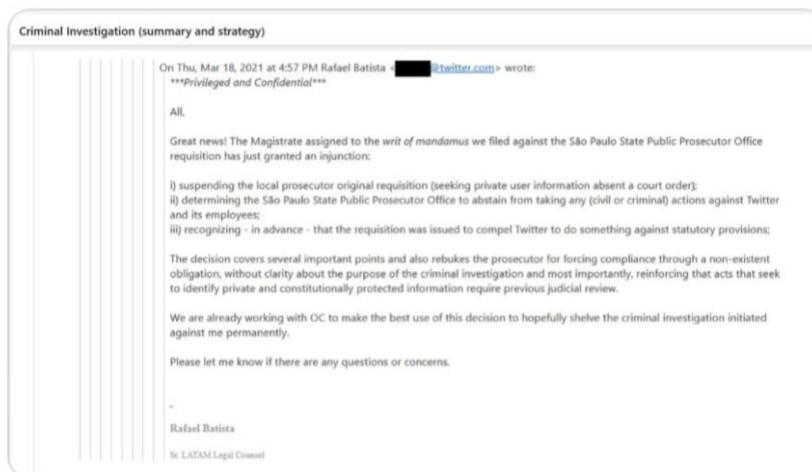 Criminal Investigation (summary and strategy)
On Thu, Mar 18, 2021 at 4:57 PM Rafael Batista < @twitter.com> wrote:
***Privileged and Confidential***
All,
Great news! The Magistrate assigned to the writ of mandamus we filed against the São Paulo State Public Prosecutor Office
requisition has just granted an injunction:
i) suspending the local prosecutor original requisition (seeking private user information absent a court order);
ii) determining the São Paulo State Public Prosecutor Office to abstain from taking any (civil or criminal) actions against Twitter
and its employees;
iii) recognizing - in advance - that the requisition was issued to compel Twitter to do something against statutory provisions;
The decision covers several important points and also rebukes the prosecutor for forcing compliance through a non-existent
obligation, without clarity about the purpose of the criminal investigation and most importantly, reinforcing that acts that seek
to identify private and constitutionally protected information require previous judicial review.
We are already working with OC to make the best use of this decision to hopefully shelve the criminal investigation initiated
against me permanently.
Please let me know if there are any questions or concerns.
-
Rafael Batista
Sr. LATAM Legal Counsel